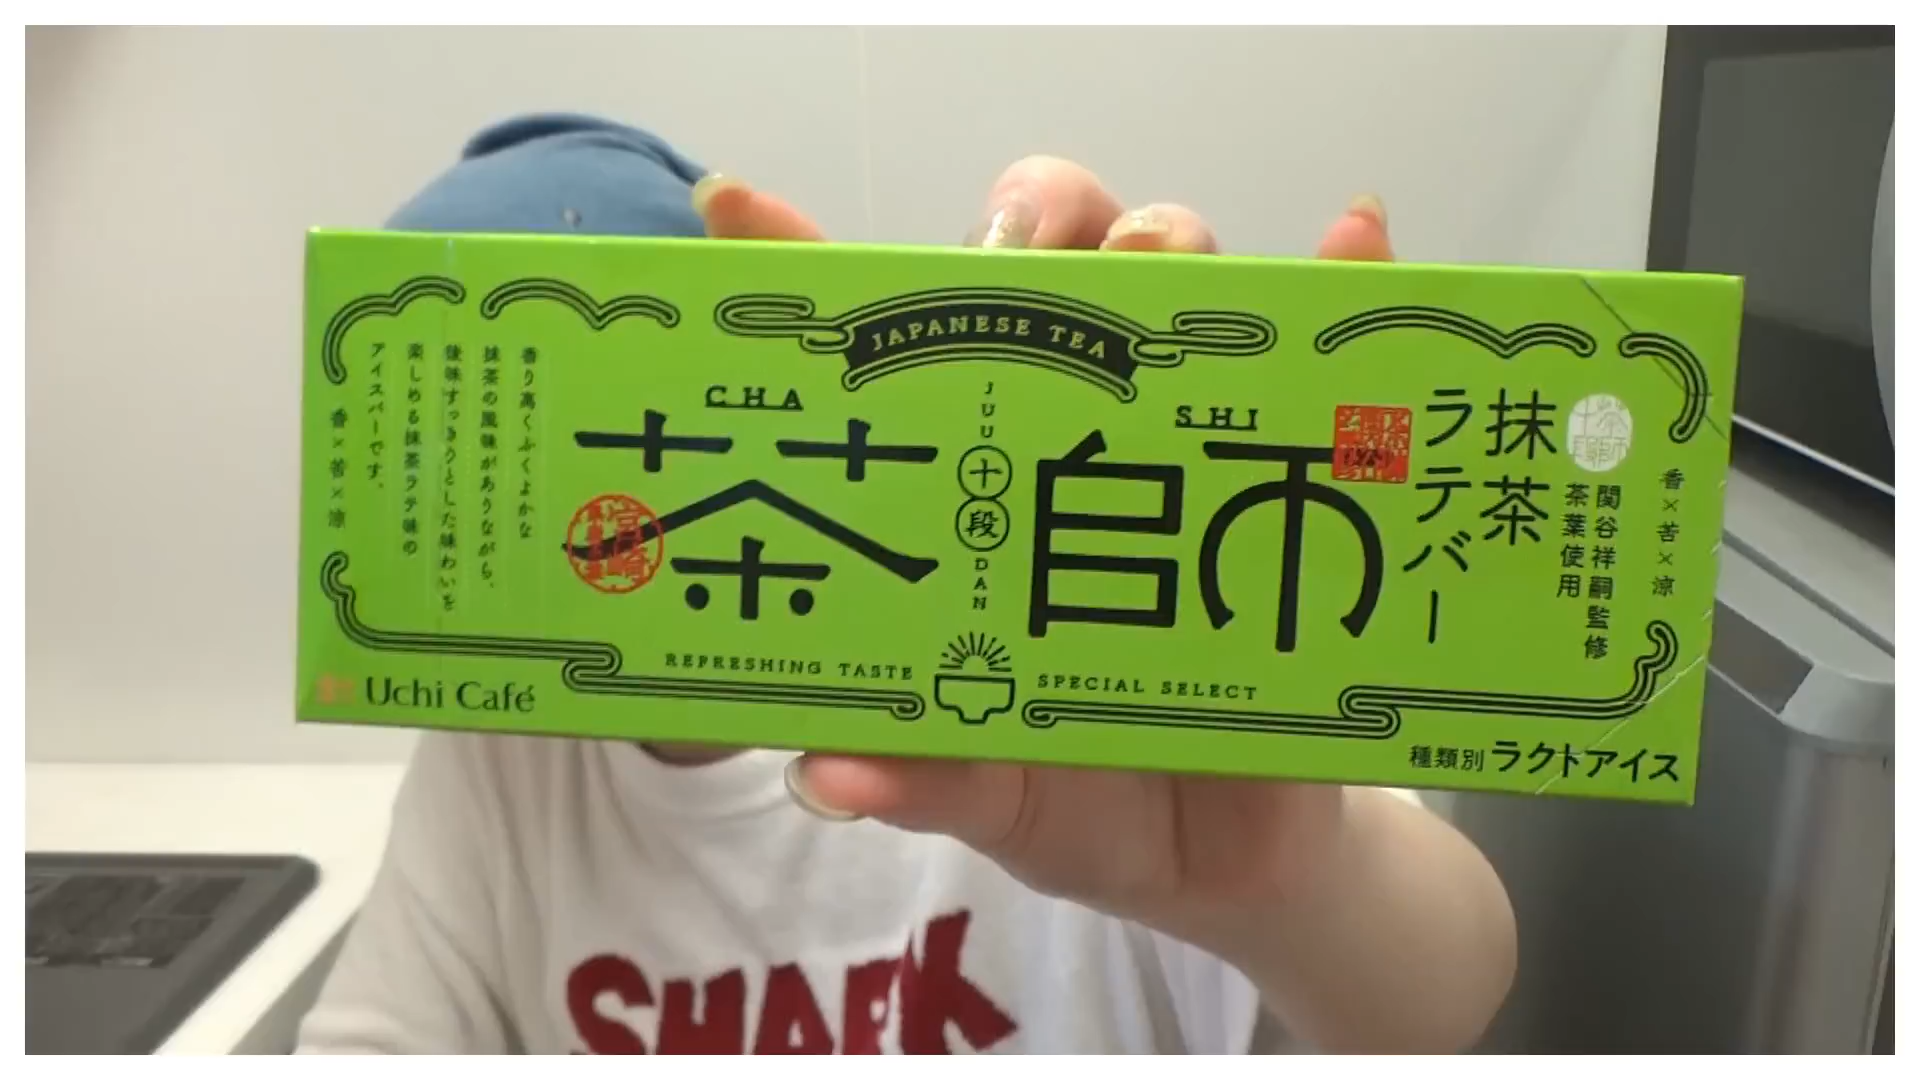 JAPANESE TEA
CHA
SHI
茶師
JUU
十段
DAN
抹茶
ラテバー
関谷祥嗣監修
茶葉使用
香×苦×涼
香り高くふくよかな
抹茶の風味がありながら、
後味すっきりとした味わいを
楽しめる抹茶ラテ味の
アイスバーです。
香×苦×涼
REFRESHING TASTE
SPECIAL SELECT
Uchi Café
種類別 ラクトアイス
SHARK